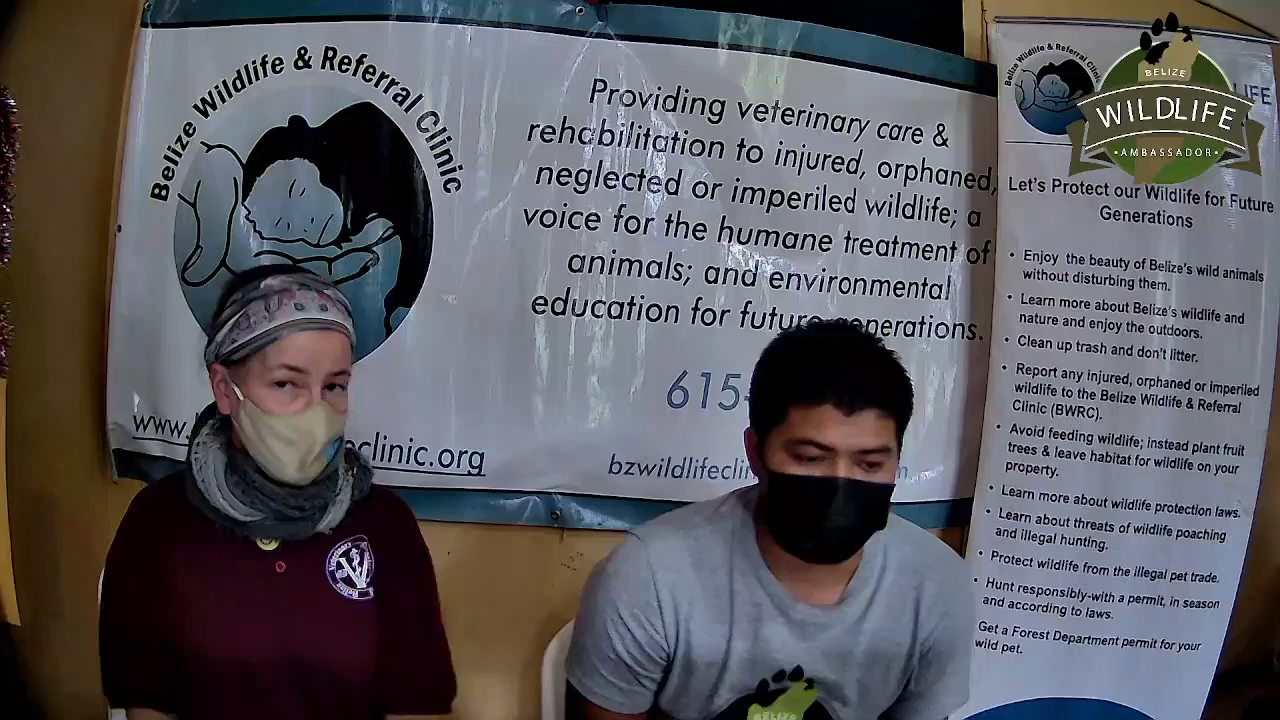 Belize Wildlife & Referral Clinic
Providing veterinary care &
rehabilitation to injured, orphaned,
neglected or imperiled wildlife; a
voice for the humane treatment of
animals; and environmental
education for future generations.
615-
www.
clinic.org
bzwildlifeclin
Belize Wildlife & Referral Clinic
LIFE
BELIZE
WILDLIFE
•AMBASSADOR•
Let's Protect our Wildlife for Future
Generations
• Enjoy the beauty of Belize's wild animals
without disturbing them.
• Learn more about Belize's wildlife and
nature and enjoy the outdoors.
• Clean up trash and don't litter.
• Report any injured, orphaned or imperiled
wildlife to the Belize Wildlife & Referral
Clinic (BWRC).
• Avoid feeding wildlife; instead plant fruit
trees & leave habitat for wildlife on your
property.
• Learn more about wildlife protection laws.
• Learn about threats of wildlife poaching
and illegal hunting.
• Protect wildlife from the illegal pet trade.
• Hunt responsibly-with a permit, in season
and according to laws.
Get a Forest Department permit for your
wild pet.
BELIZE